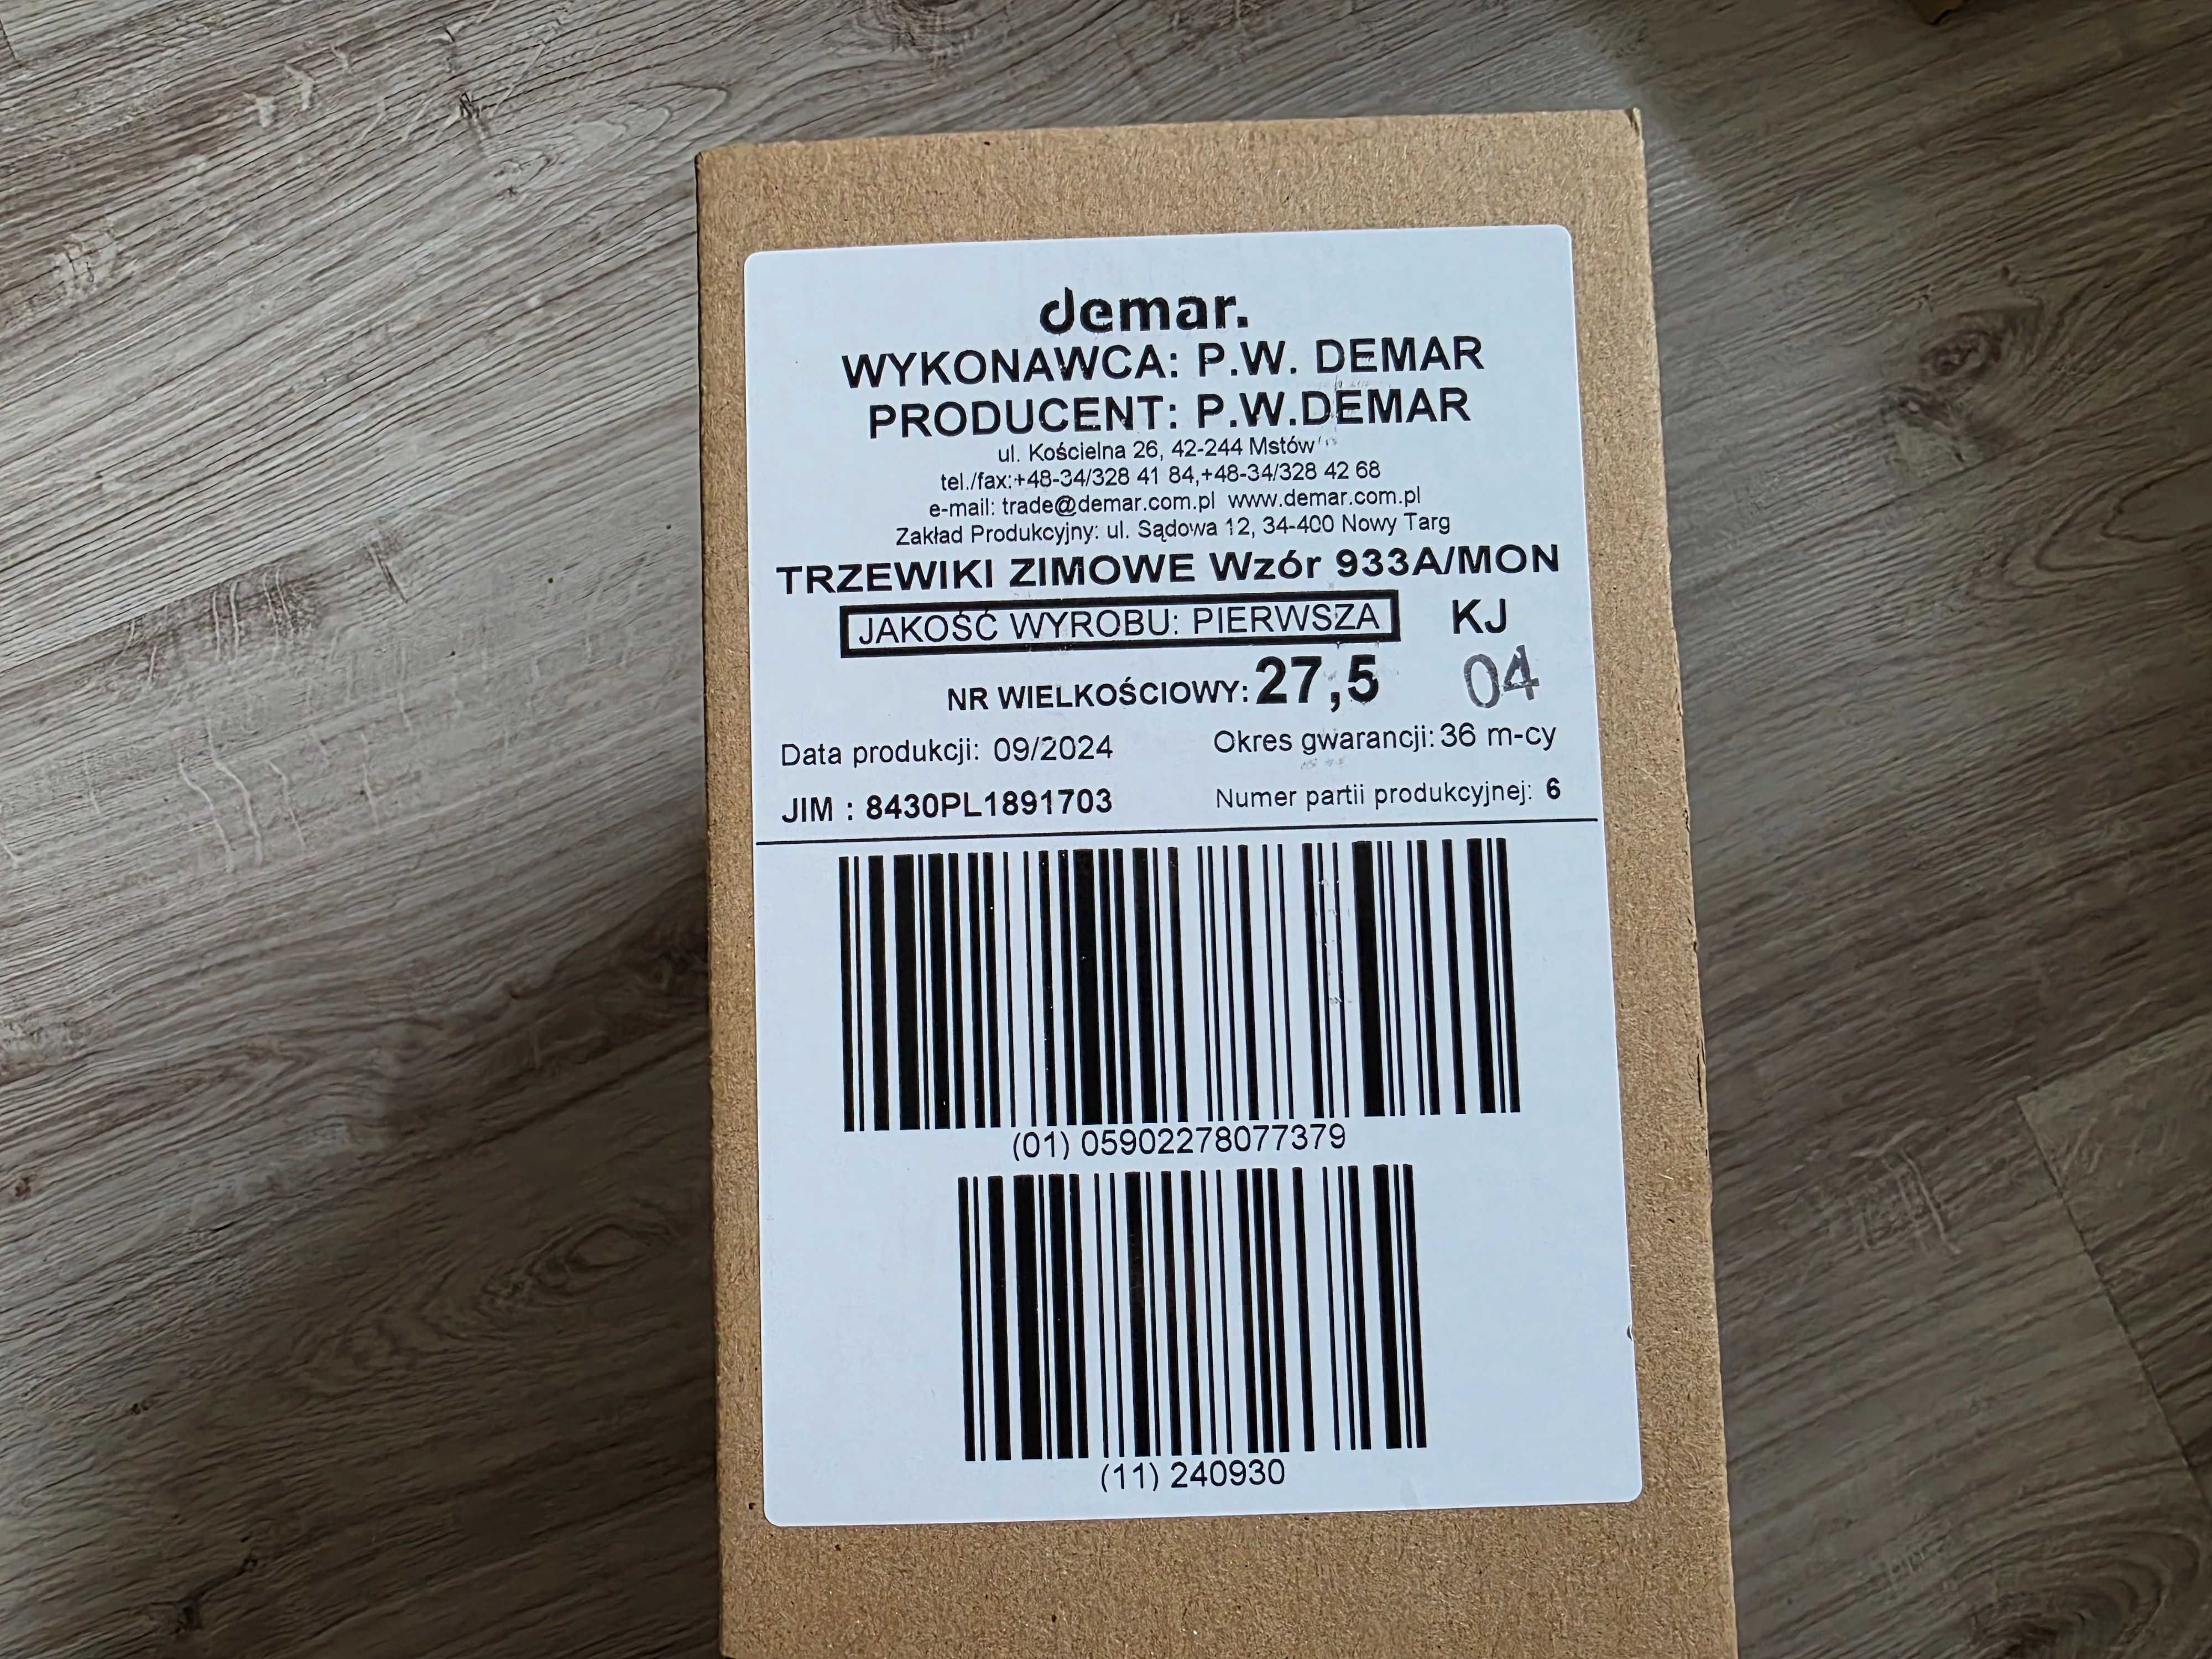 demar.
WYKONAWCA: P.W. DEMAR
PRODUCENT: P.W.DEMAR
ul. Kościelna 26, 42-244 Mstów
tel./fax:+48-34/328 41 84,+48-34/328 42 68
e-mail: trade@demar.com.pl www.demar.com.pl
Zakład Produkcyjny: ul. Sądowa 12, 34-400 Nowy Targ
TRZEWIKI ZIMOWE Wzór 933A/MON
JAKOŚĆ WYROBU: PIERWSZA KJ
NR WIELKOŚCIOWY: 27,5 04
Data produkcji: 09/2024 Okres gwarancji: 36 m-cy
JIM : 8430PL1891703 Numer partii produkcyjnej: 6
(01) 05902278077379
(11) 240930